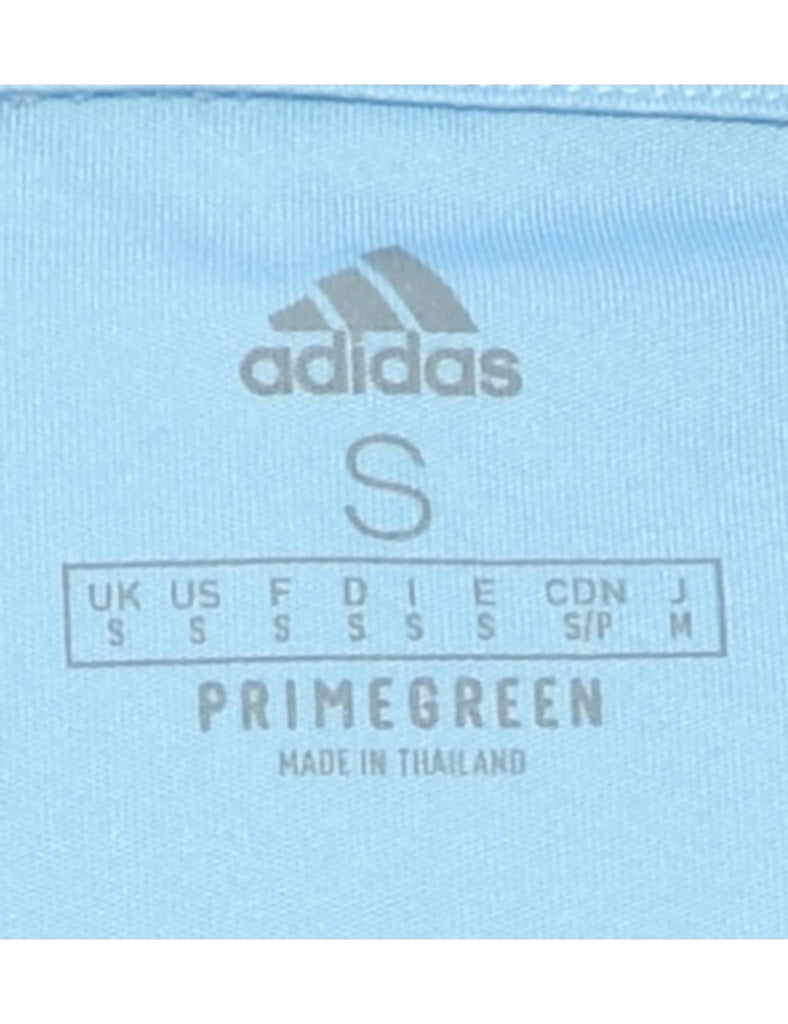 adidas
S
UK US F D I E CDN J
S S S S S S S/P M
PRIMEGREEN
MADE IN THAILAND